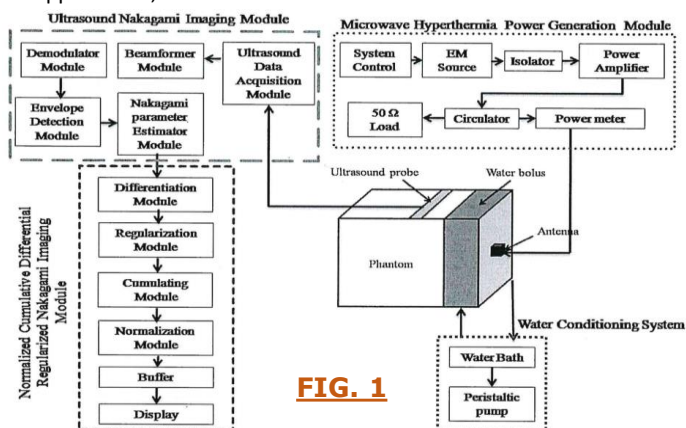 Ultrasound Nakagami Imaging Module
Demodulator
Module
Beamformer
Module
Ultrasound
Data
Acquisition
Module
Envelope
Detection
Module
Nakagami
parameter
Estimator
Module
Microwave Hyperthermia Power Generation Module
System
Control
EM
Source
Isolator
Power
Amplifier
50 Ω
Load
Circulator
Power meter
Normalized Cumulative Differential
Regularized Nakagami Imaging
Module
Differentiation
Module
Regularization
Module
Cumulating
Module
Normalization
Module
Buffer
Display
Ultrasound probe
Water bolus
Antenna
Phantom
Water Conditioning System
Water Bath
Peristaltic
pump
FIG. 1